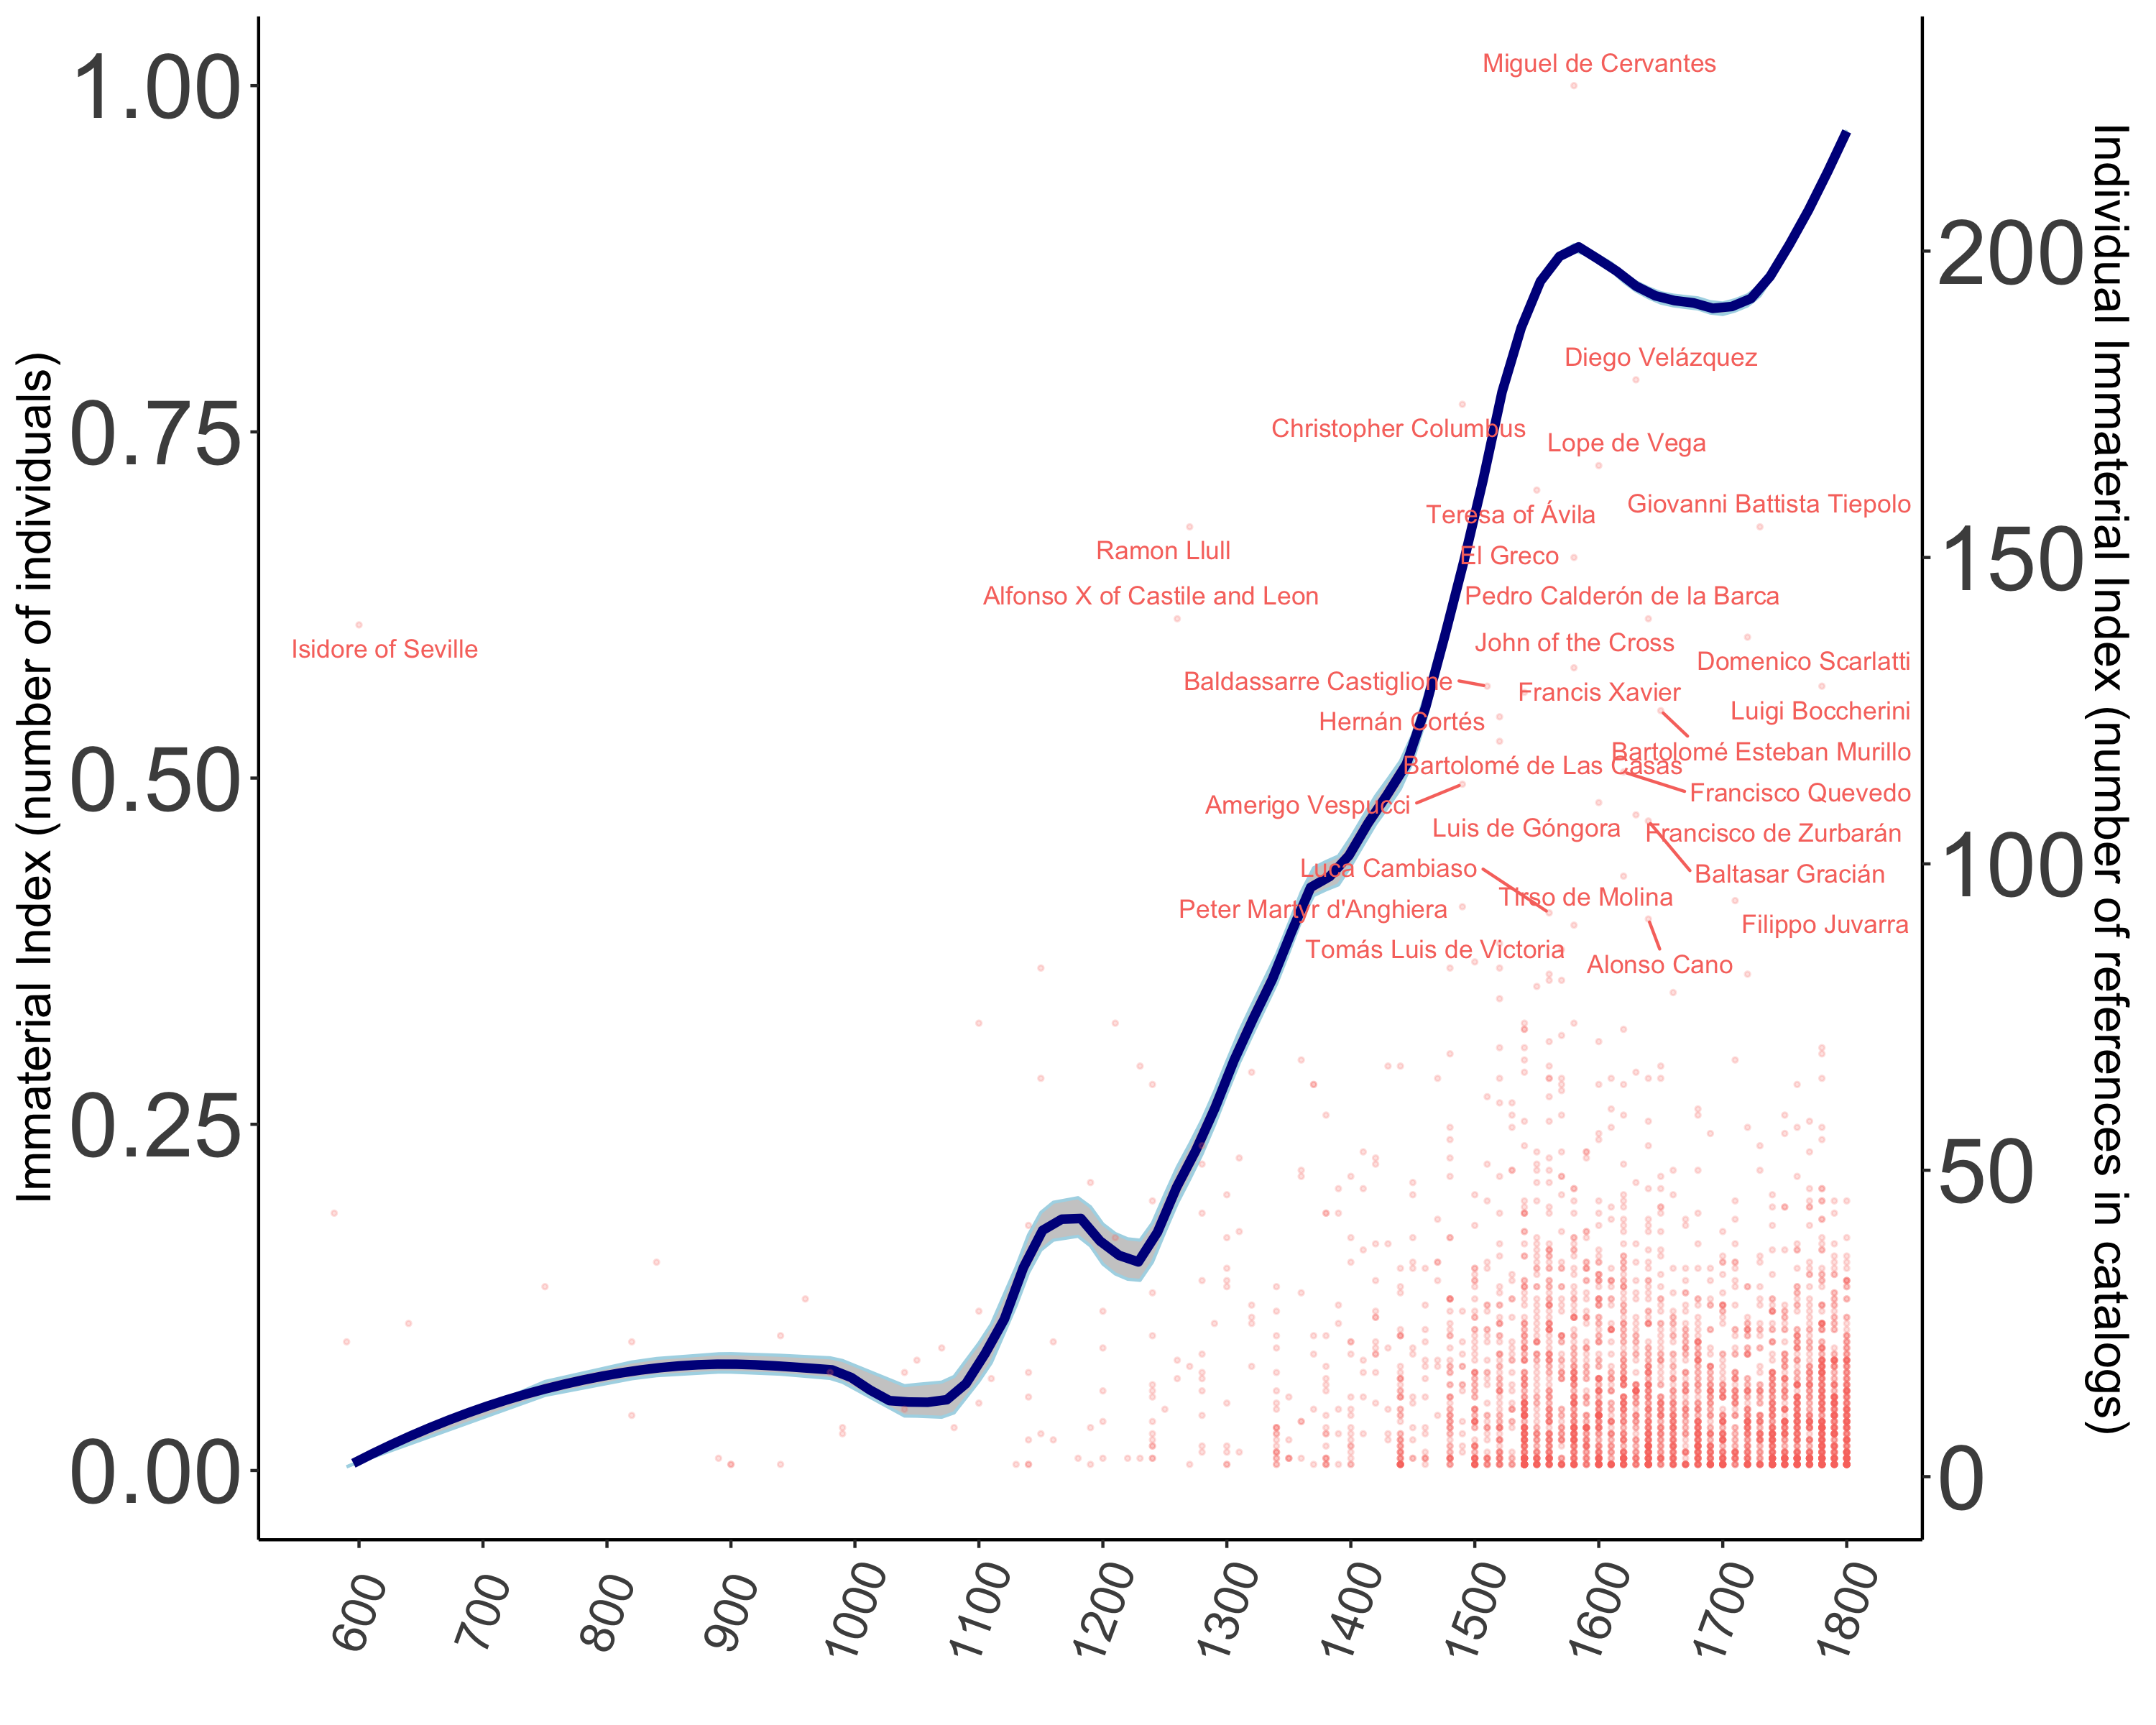 Miguel de Cervantes
1.00
Immaterial Index (number of individuals)
Individual Immaterial Index (number of references in catalogs)
200
Diego Velázquez
0.75
Christopher Columbus
Lope de Vega
Giovanni Battista Tiepolo
Teresa of Ávila
Ramon Llull
El Greco
150
Alfonso X of Castile and Leon
Pedro Calderón de la Barca
Isidore of Seville
John of the Cross
Domenico Scarlatti
Baldassarre Castiglione
Francis Xavier
Luigi Boccherini
Hernán Cortés
Bartolomé Esteban Murillo
0.50
Bartolomé de Las Casas
Francisco Quevedo
Amerigo Vespucci
Luis de Góngora
Francisco de Zurbarán
100
Luca Cambiaso
Baltasar Gracián
Tirso de Molina
Peter Martyr d'Anghiera
Filippo Juvarra
Tomás Luis de Victoria
Alonso Cano
0.25
50
0.00
0
600
700
800
900
1000
1100
1200
1300
1400
1500
1600
1700
1800